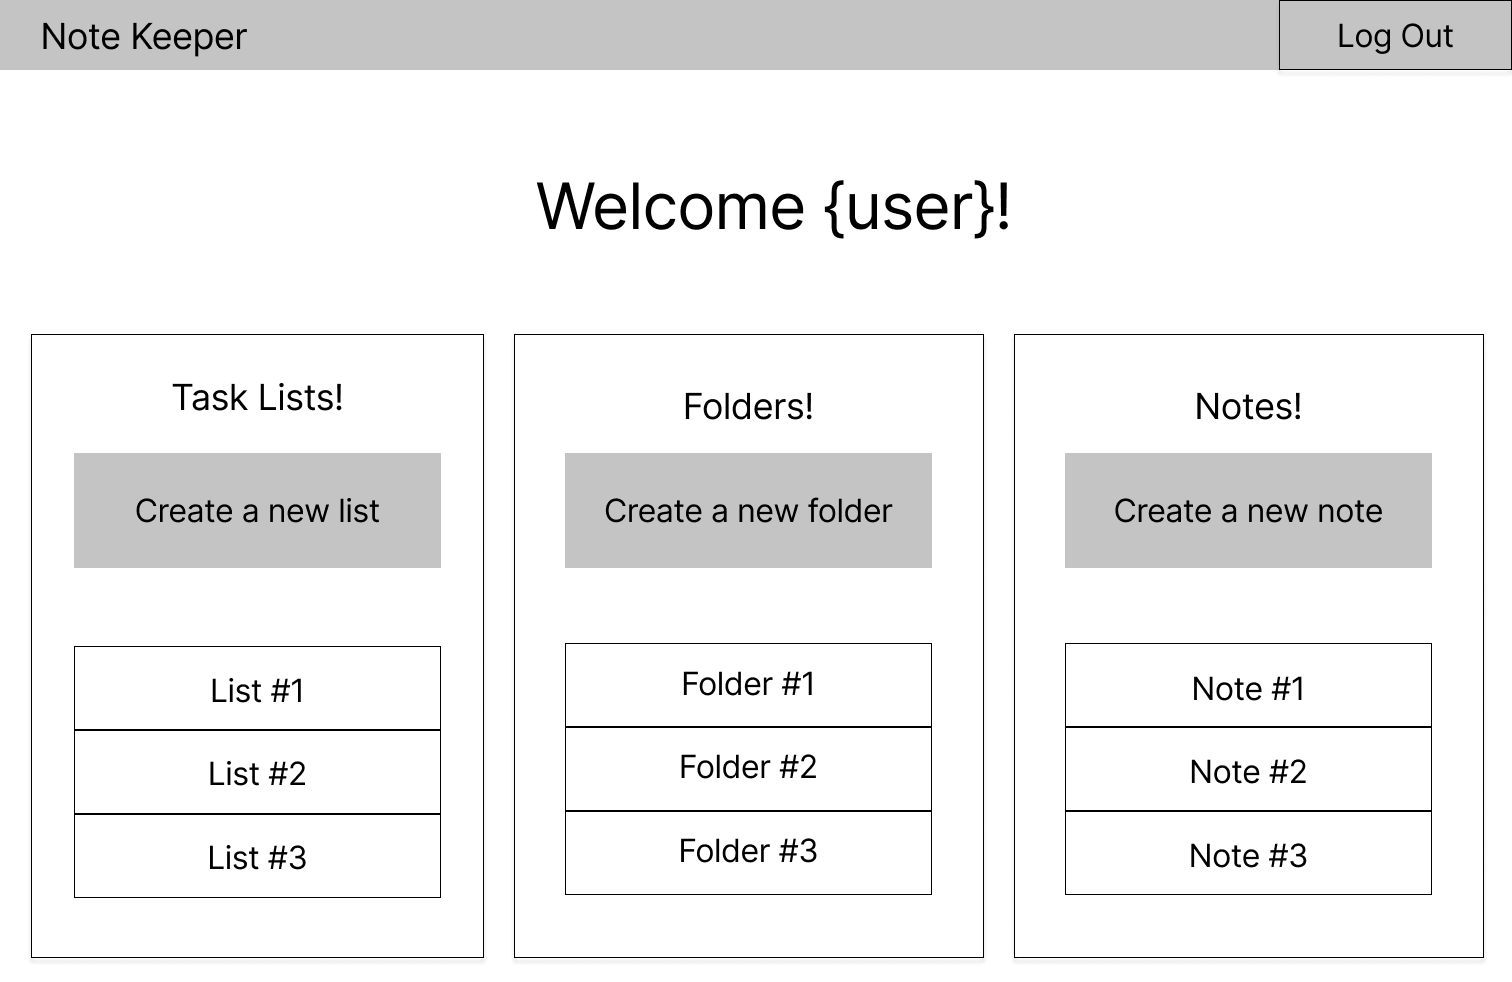 Note Keeper
Log Out
Welcome {user}!
Task Lists!
Create a new list
List #1
List #2
List #3
Folders!
Create a new folder
Folder #1
Folder #2
Folder #3
Notes!
Create a new note
Note #1
Note #2
Note #3